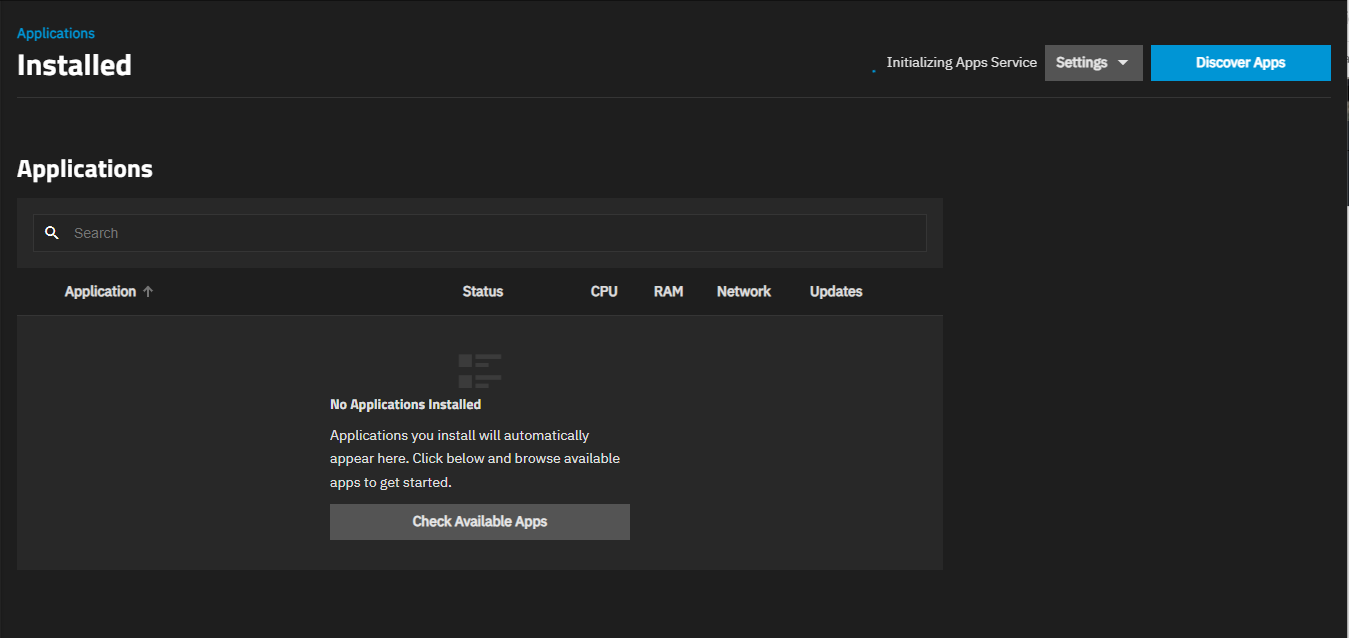 Applications
Installed
Initializing Apps Service
Settings
Discover Apps
Applications
Search
Application Status CPU RAM Network Updates
No Applications Installed
Applications you install will automatically
appear here. Click below and browse available
apps to get started.
Check Available Apps